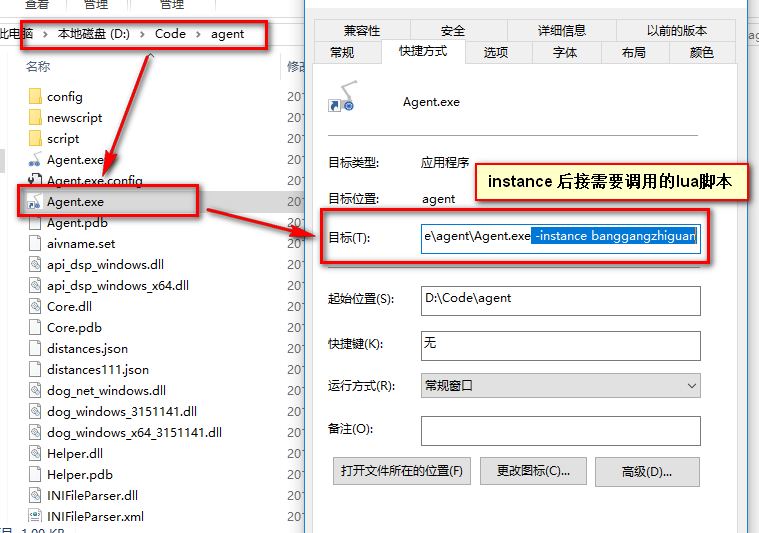 查看
管理
管理
此电脑 > 本地磁盘 (D:) > Code > agent
名称
修改
config
newscript
script
Agent.exe
Agent.exe.config
Agent.exe
Agent.pdb
aivname.set
api_dsp_windows.dll
api_dsp_windows_x64.dll
Core.dll
Core.pdb
distances.json
distances111.json
dog_net_windows.dll
dog_windows_3151141.dll
dog_windows_x64_3151141.dll
Helper.dll
Helper.pdb
INIFileParser.dll
INIFileParser.xml
1.00 KB
兼容性 安全 详细信息 以前的版本
常规 快捷方式 选项 字体 布局 颜色
Agent.exe
目标类型: 应用程序
instance 后接需要调用的lua脚本
目标位置: agent
目标(T): e\agent\Agent.exe -instance banggangzhiguan
起始位置(S): D:\Code\agent
快捷键(K): 无
运行方式(R): 常规窗口
备注(O):
打开文件所在的位置(F) 更改图标(C)... 高级(D)...